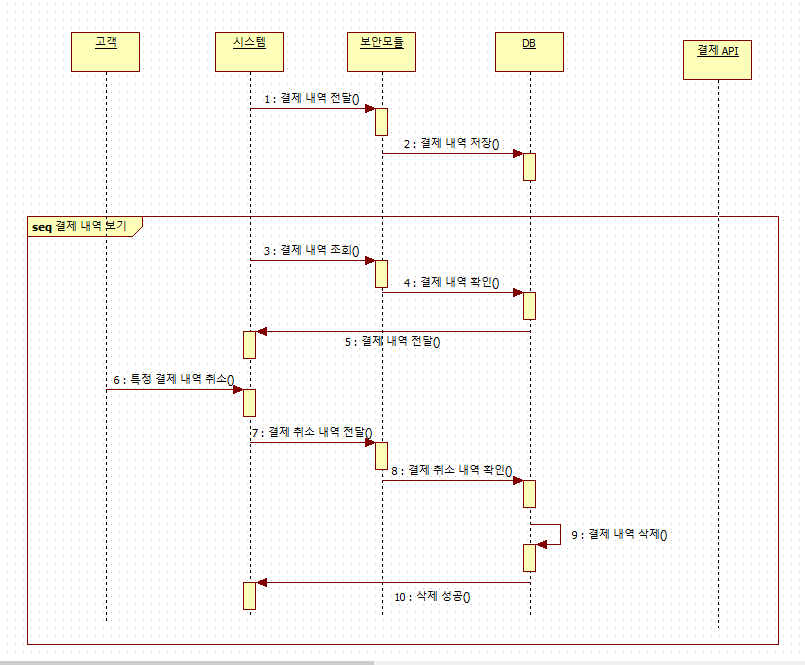 고객
시스템
보안모듈
DB
결제 API
1 : 결제 내역 전달()
2 : 결제 내역 저장()
seq 결제 내역 보기
3 : 결제 내역 조회()
4 : 결제 내역 확인()
5 : 결제 내역 전달()
6 : 특정 결제 내역 취소()
7 : 결제 취소 내역 전달()
8 : 결제 취소 내역 확인()
9 : 결제 내역 삭제()
10 : 삭제 성공()